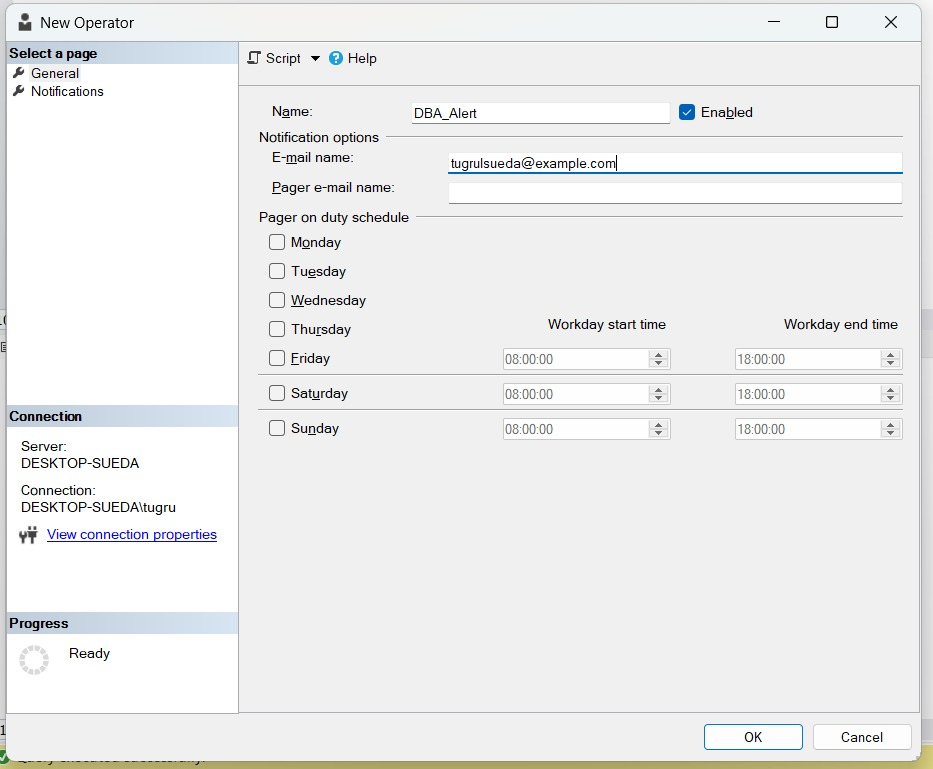 New Operator
Select a page
General
Notifications
Script Help
Name: DBA_Alert Enabled
Notification options
E-mail name: tugrulsueda@example.com
Pager e-mail name:
Pager on duty schedule
Monday
Tuesday
Wednesday
Thursday Workday start time Workday end time
Friday 08:00:00 18:00:00
Saturday 08:00:00 18:00:00
Sunday 08:00:00 18:00:00
Connection
Server:
DESKTOP-SUEDA
Connection:
DESKTOP-SUEDA\tugru
View connection properties
Progress
Ready
OK Cancel